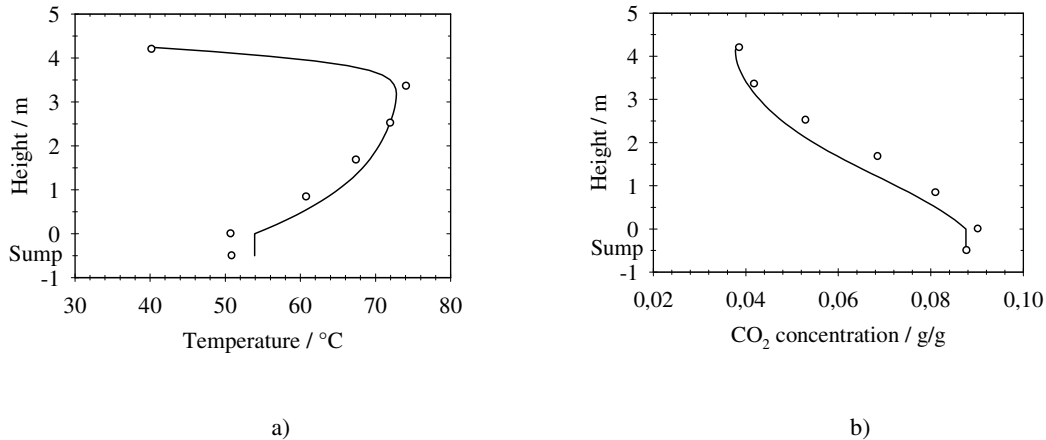 5
4
3
2
1
0
Sump
-1
Height / m
30 40 50 60 70 80
Temperature / °C
a)
5
4
3
2
1
0
Sump
-1
Height / m
0,02 0,04 0,06 0,08 0,10
CO₂ concentration / g/g
b)